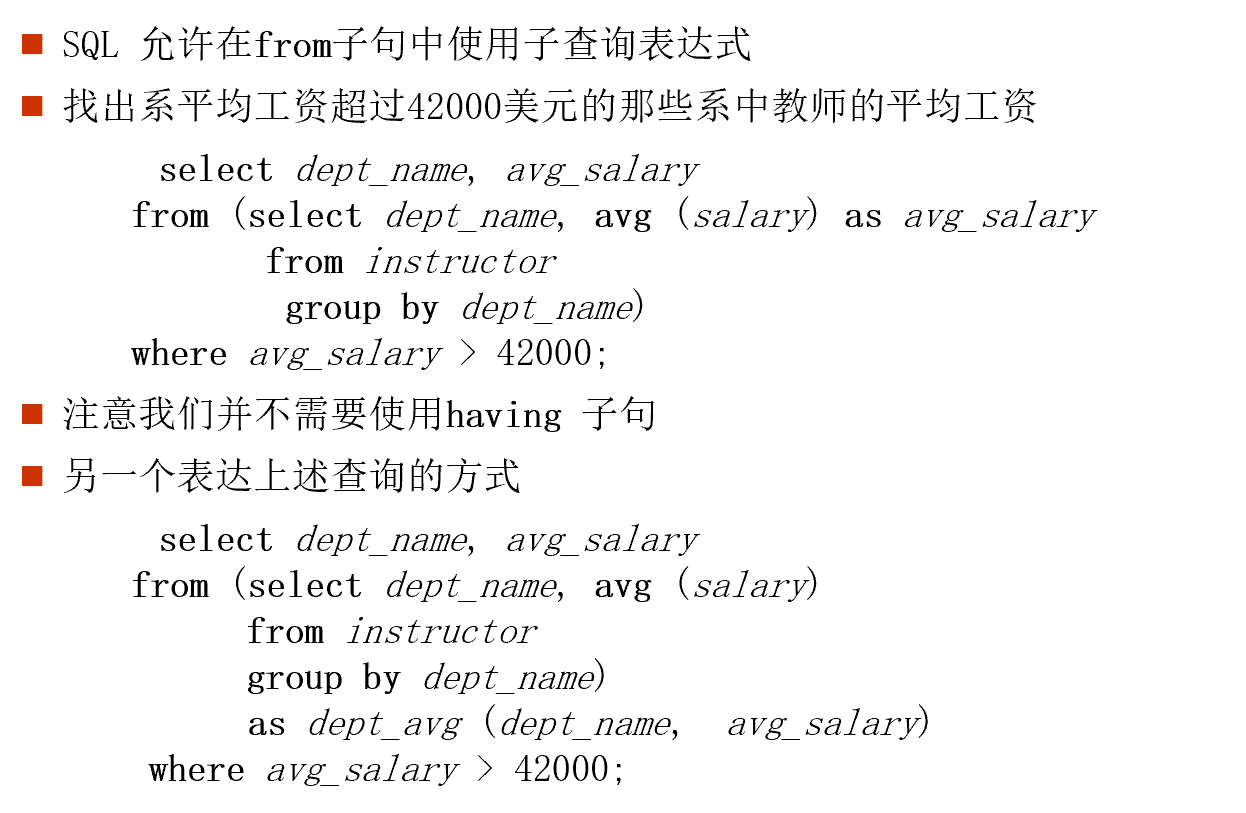 SQL 允许在from子句中使用子查询表达式
找出系平均工资超过42000美元的那些系中教师的平均工资
select dept_name, avg_salary
from (select dept_name, avg (salary) as avg_salary
from instructor
group by dept_name)
where avg_salary > 42000;
注意我们并不需要使用having 子句
另一个表达上述查询的方式
select dept_name, avg_salary
from (select dept_name, avg (salary)
from instructor
group by dept_name)
as dept_avg (dept_name, avg_salary)
where avg_salary > 42000;